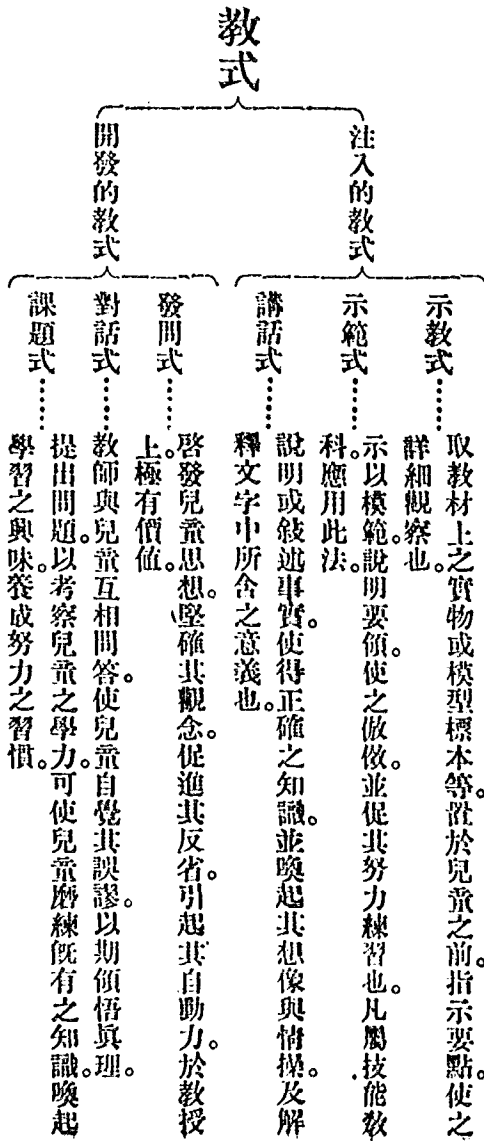 教式
注入的教式
示教式……
取教材上之實物或模型標本等。置於兒童之前。指示要點。使之
詳細觀察也。
示範式……
示以模範。說明要領。使之倣傚。並促其努力練習也。凡屬技能教
科。應用此法。
講話式……
說明或敍述事實。使得正確之知識。並喚起其想像與情操。及解
釋文字中所含之意義也。
開發的教式
發問式……
啓發兒童思想。堅確其觀念。促進其反省。引起其自動力。於教授
上極有價値。
對話式……
教師與兒童互相問答。使兒童自覺其誤謬。以期領悟眞理。
課題式……
提出問題。以考察兒童之學力。可使兒童磨練旣有之知識。喚起
學習之興味。養成努力之習慣。